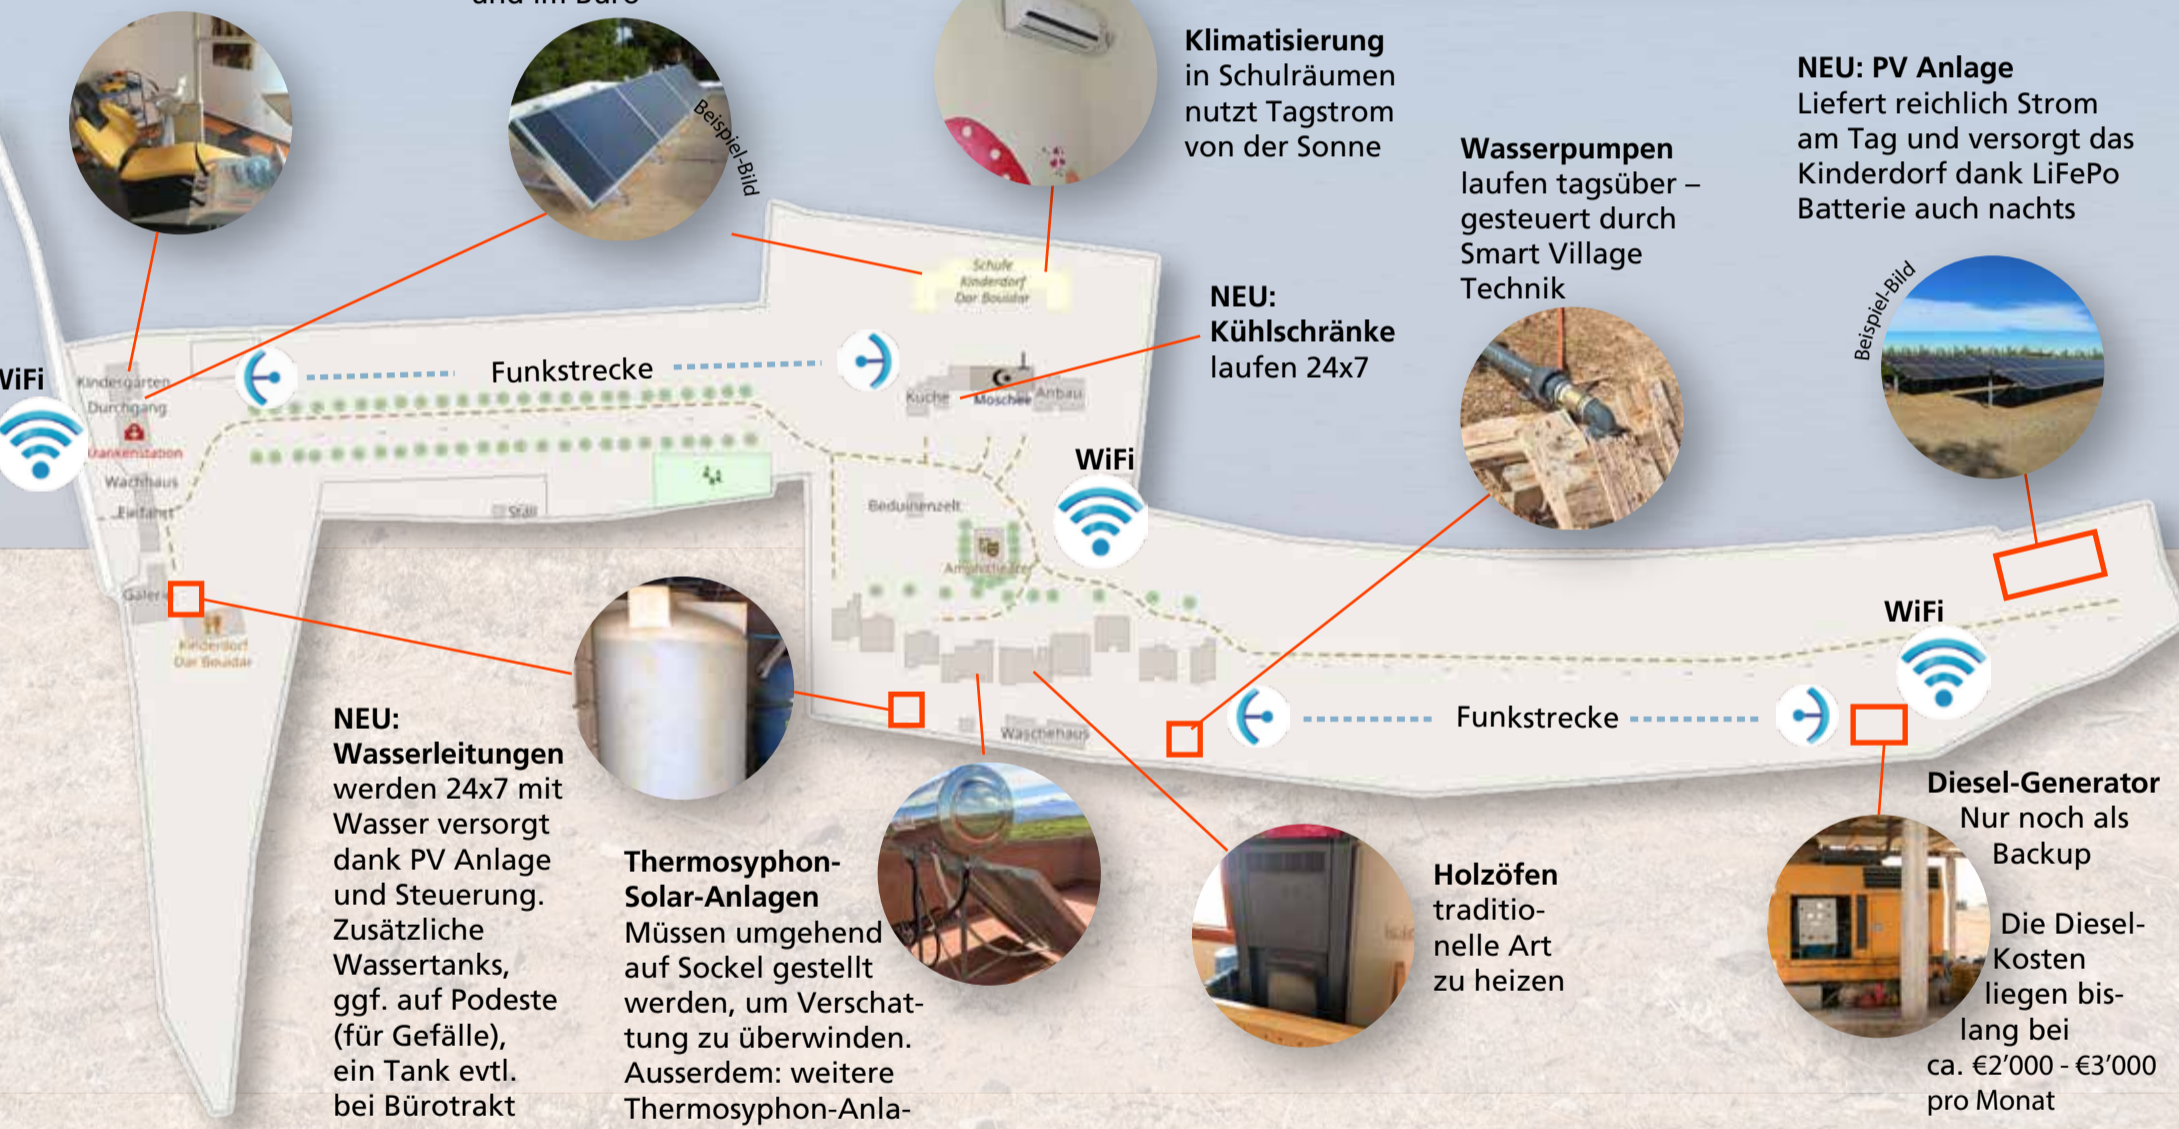 und im Büro
Klimatisierung
in Schulräumen
nutzt Tagstrom
von der Sonne
NEU: PV Anlage
Liefert reichlich Strom
am Tag und versorgt das
Kinderdorf dank LiFePo
Batterie auch nachts
Beispiel-Bild
Wasserpumpen
laufen tagsüber –
gesteuert durch
Smart Village
Technik
Beispiel-Bild
Schule
Kinderdorf
Dar Bouidar
NEU:
Kühlschränke
laufen 24x7
WiFi
Funkstrecke
Kindergarten
Durchgang
Krankenstation
Wachhaus
Einfahrt
Küche
Moschee
Anbau
WiFi
Stall
Beduinenzelt
Amphitheater
Galerie
Kinderdorf
Dar Bouidar
WiFi
Funkstrecke
Waschehaus
NEU:
Wasserleitungen
werden 24x7 mit
Wasser versorgt
dank PV Anlage
und Steuerung.
Zusätzliche
Wassertanks,
ggf. auf Podeste
(für Gefälle),
ein Tank evtl.
bei Bürotrakt
Thermosyphon-
Solar-Anlagen
Müssen umgehend
auf Sockel gestellt
werden, um Verschat-
tung zu überwinden.
Ausserdem: weitere
Thermosyphon-Anla-
Holzöfen
traditio-
nelle Art
zu heizen
Diesel-Generator
Nur noch als
Backup
Die Diesel-
Kosten
liegen bis-
lang bei
ca. €2’000 - €3’000
pro Monat